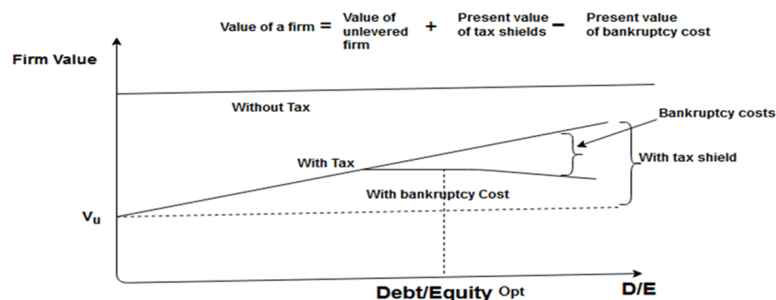 Value of a firm = Value of unlevered firm + Present value of tax shields − Present value of bankruptcy cost
Firm Value
Without Tax
Bankruptcy costs
With Tax
With tax shield
With bankruptcy Cost
Vu
Debt/Equity Opt
D/E